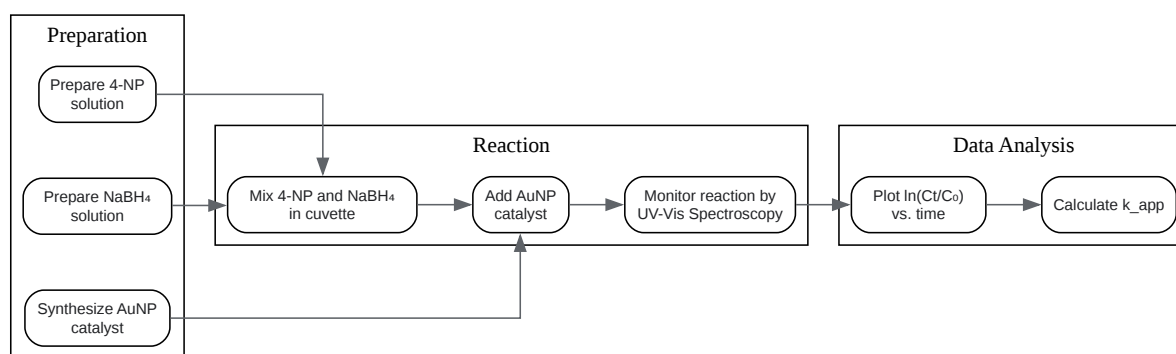 Preparation
Prepare 4-NP
solution
Prepare NaBH₄
solution
Synthesize AuNP
catalyst
Reaction
Mix 4-NP and NaBH₄
in cuvette
Add AuNP
catalyst
Monitor reaction by
UV-Vis Spectroscopy
Data Analysis
Plot ln(Ct/C₀)
vs. time
Calculate k_app